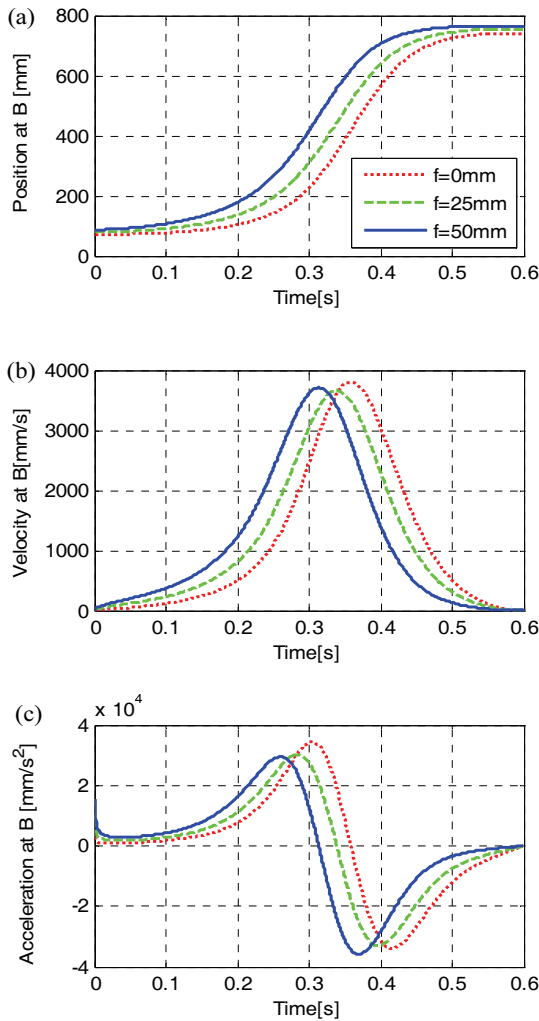 (a)
800
600
400
200
0
Position at B [mm]
f=0mm
f=25mm
f=50mm
0 0.1 0.2 0.3 0.4 0.5 0.6
Time[s]
(b)
4000
3000
2000
1000
0
Velocity at B[mm/s]
0 0.1 0.2 0.3 0.4 0.5 0.6
Time[s]
(c)
x 10⁴
4
2
0
-2
-4
Acceleration at B [mm/s²]
0 0.1 0.2 0.3 0.4 0.5 0.6
Time[s]